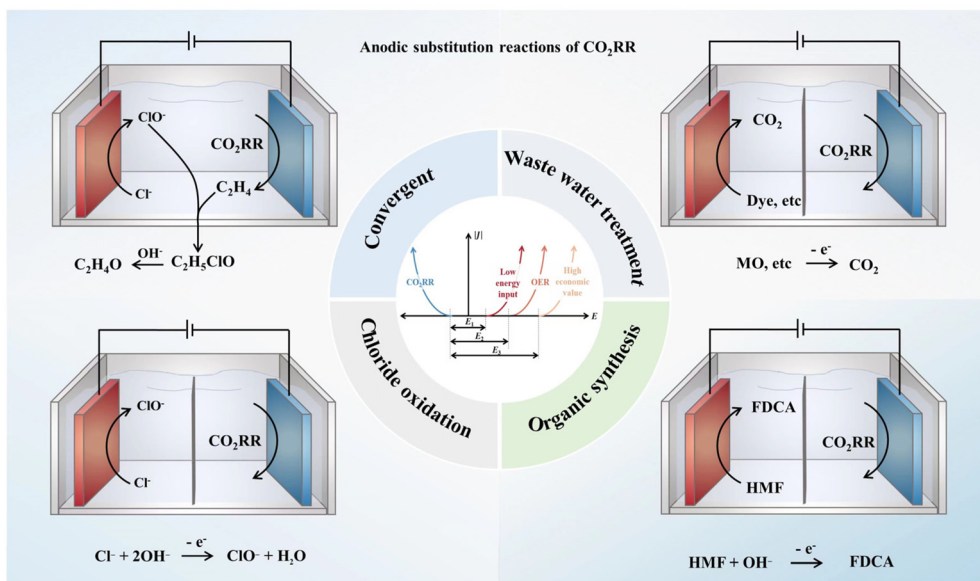 Anodic substitution reactions of CO₂RR
ClO⁻
CO₂RR
Cl⁻
C₂H₄
C₂H₄O
OH⁻
C₂H₅ClO
CO₂
CO₂RR
Dye, etc
MO, etc
- e⁻
CO₂
Convergent
Waste water treatment
Chloride oxidation
Organic synthesis
|J|
CO₂RR
Low
energy
input
OER
High
economic
value
E
E₁
E₂
E₃
ClO⁻
CO₂RR
Cl⁻
Cl⁻ + 2OH⁻
- e⁻
ClO⁻ + H₂O
FDCA
CO₂RR
HMF
HMF + OH⁻
- e⁻
FDCA